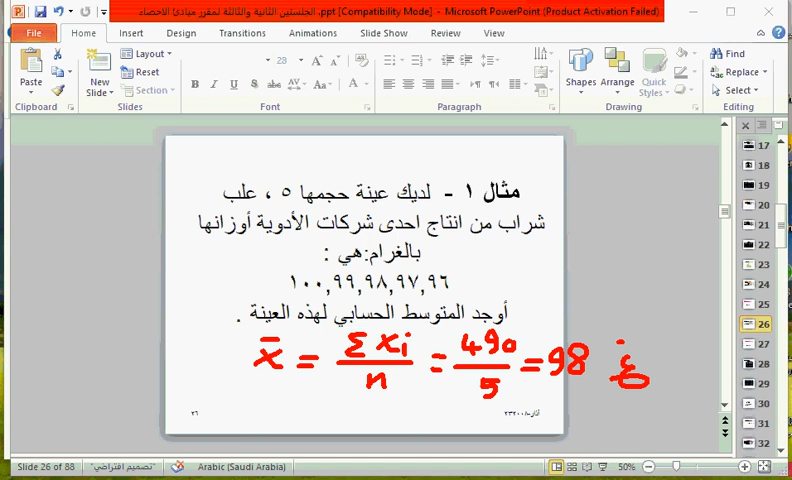 الجلستين الثانية والثالثة لمقرر مبادئ الاحصاء.ppt [Compatibility Mode] - Microsoft PowerPoint (Product Activation Failed)
File Home Insert Design Transitions Animations Slide Show Review View
Paste
Clipboard
New Slide
Layout
Reset
Section
Slides
28
Font
Paragraph
Shapes Arrange Quick Styles
Drawing
Find
Replace
Select
Editing
مثال ١ - لديك عينة حجمها ٥ ، علب
شراب من انتاج احدى شركات الأدوية أوزانها
بالغرام:هي :
١٠٠,٩٩,٩٨,٩٧,٩٦
أوجد المتوسط الحسابي لهذه العينة .
x̄ = Σxi / n = 490 / 5 = 98 غ
٢٦
17
18
19
20
21
22
23
24
25
26
27
28
29
30
31
32
Slide 26 of 88 "تصميم افتراضي" Arabic (Saudi Arabia) 50%